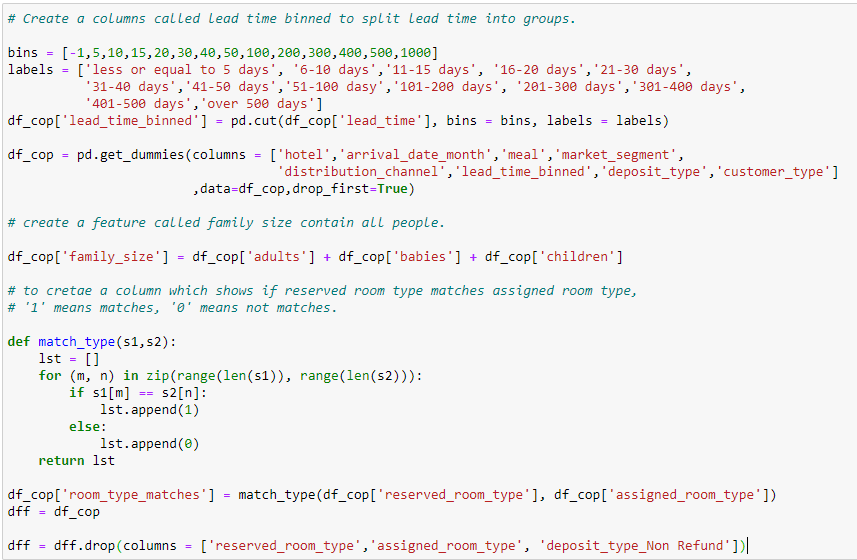 # Create a columns called lead time binned to split lead time into groups.
bins = [-1,5,10,15,20,30,40,50,100,200,300,400,500,1000]
labels = ['less or equal to 5 days', '6-10 days','11-15 days', '16-20 days','21-30 days',
'31-40 days','41-50 days','51-100 dasy','101-200 days', '201-300 days','301-400 days',
'401-500 days','over 500 days']
df_cop['lead_time_binned'] = pd.cut(df_cop['lead_time'], bins = bins, labels = labels)
df_cop = pd.get_dummies(columns = ['hotel','arrival_date_month','meal','market_segment',
'distribution_channel','lead_time_binned','deposit_type','customer_type']
,data=df_cop,drop_first=True)
# create a feature called family size contain all people.
df_cop['family_size'] = df_cop['adults'] + df_cop['babies'] + df_cop['children']
# to cretae a column which shows if reserved room type matches assigned room type,
# '1' means matches, '0' means not matches.
def match_type(s1,s2):
lst = []
for (m, n) in zip(range(len(s1)), range(len(s2))):
if s1[m] == s2[n]:
lst.append(1)
else:
lst.append(0)
return lst
df_cop['room_type_matches'] = match_type(df_cop['reserved_room_type'], df_cop['assigned_room_type'])
dff = df_cop
dff = dff.drop(columns = ['reserved_room_type','assigned_room_type', 'deposit_type_Non Refund'])